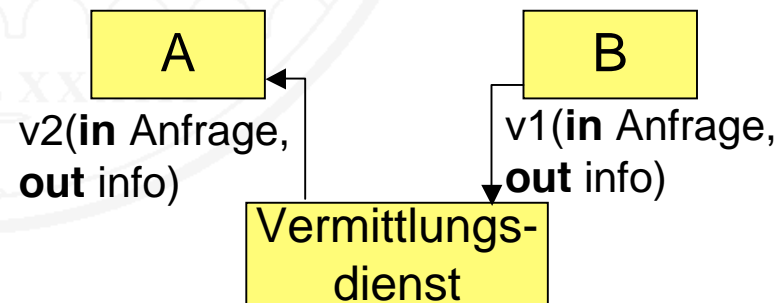 A
B
v2(in Anfrage,
out info)
v1(in Anfrage,
out info)
Vermittlungs-
dienst